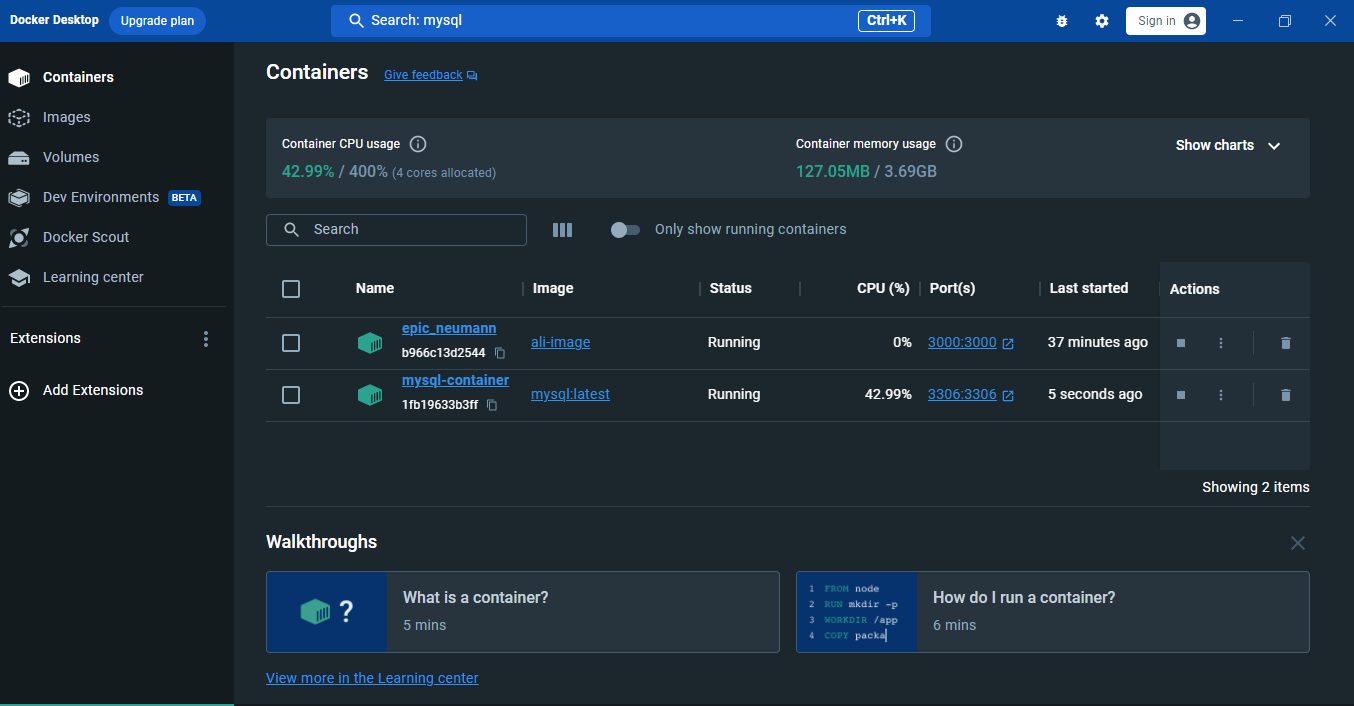 Docker Desktop Upgrade plan Search: mysql Ctrl+K Sign in
Containers
Images
Volumes
Dev Environments BETA
Docker Scout
Learning center
Extensions
Add Extensions
Containers Give feedback
Container CPU usage
42.99% / 400% (4 cores allocated)
Container memory usage
127.05MB / 3.69GB
Show charts
Search Only show running containers
Name Image Status CPU (%) Port(s) Last started Actions
epic_neumann
b966c13d2544
ali-image Running 0% 3000:3000 37 minutes ago
mysql-container
1fb19633b3ff
mysql:latest Running 42.99% 3306:3306 5 seconds ago
Showing 2 items
Walkthroughs
?
What is a container?
5 mins
1 FROM node
2 RUN mkdir -p
3 WORKDIR /app
4 COPY packa
How do I run a container?
6 mins
View more in the Learning center